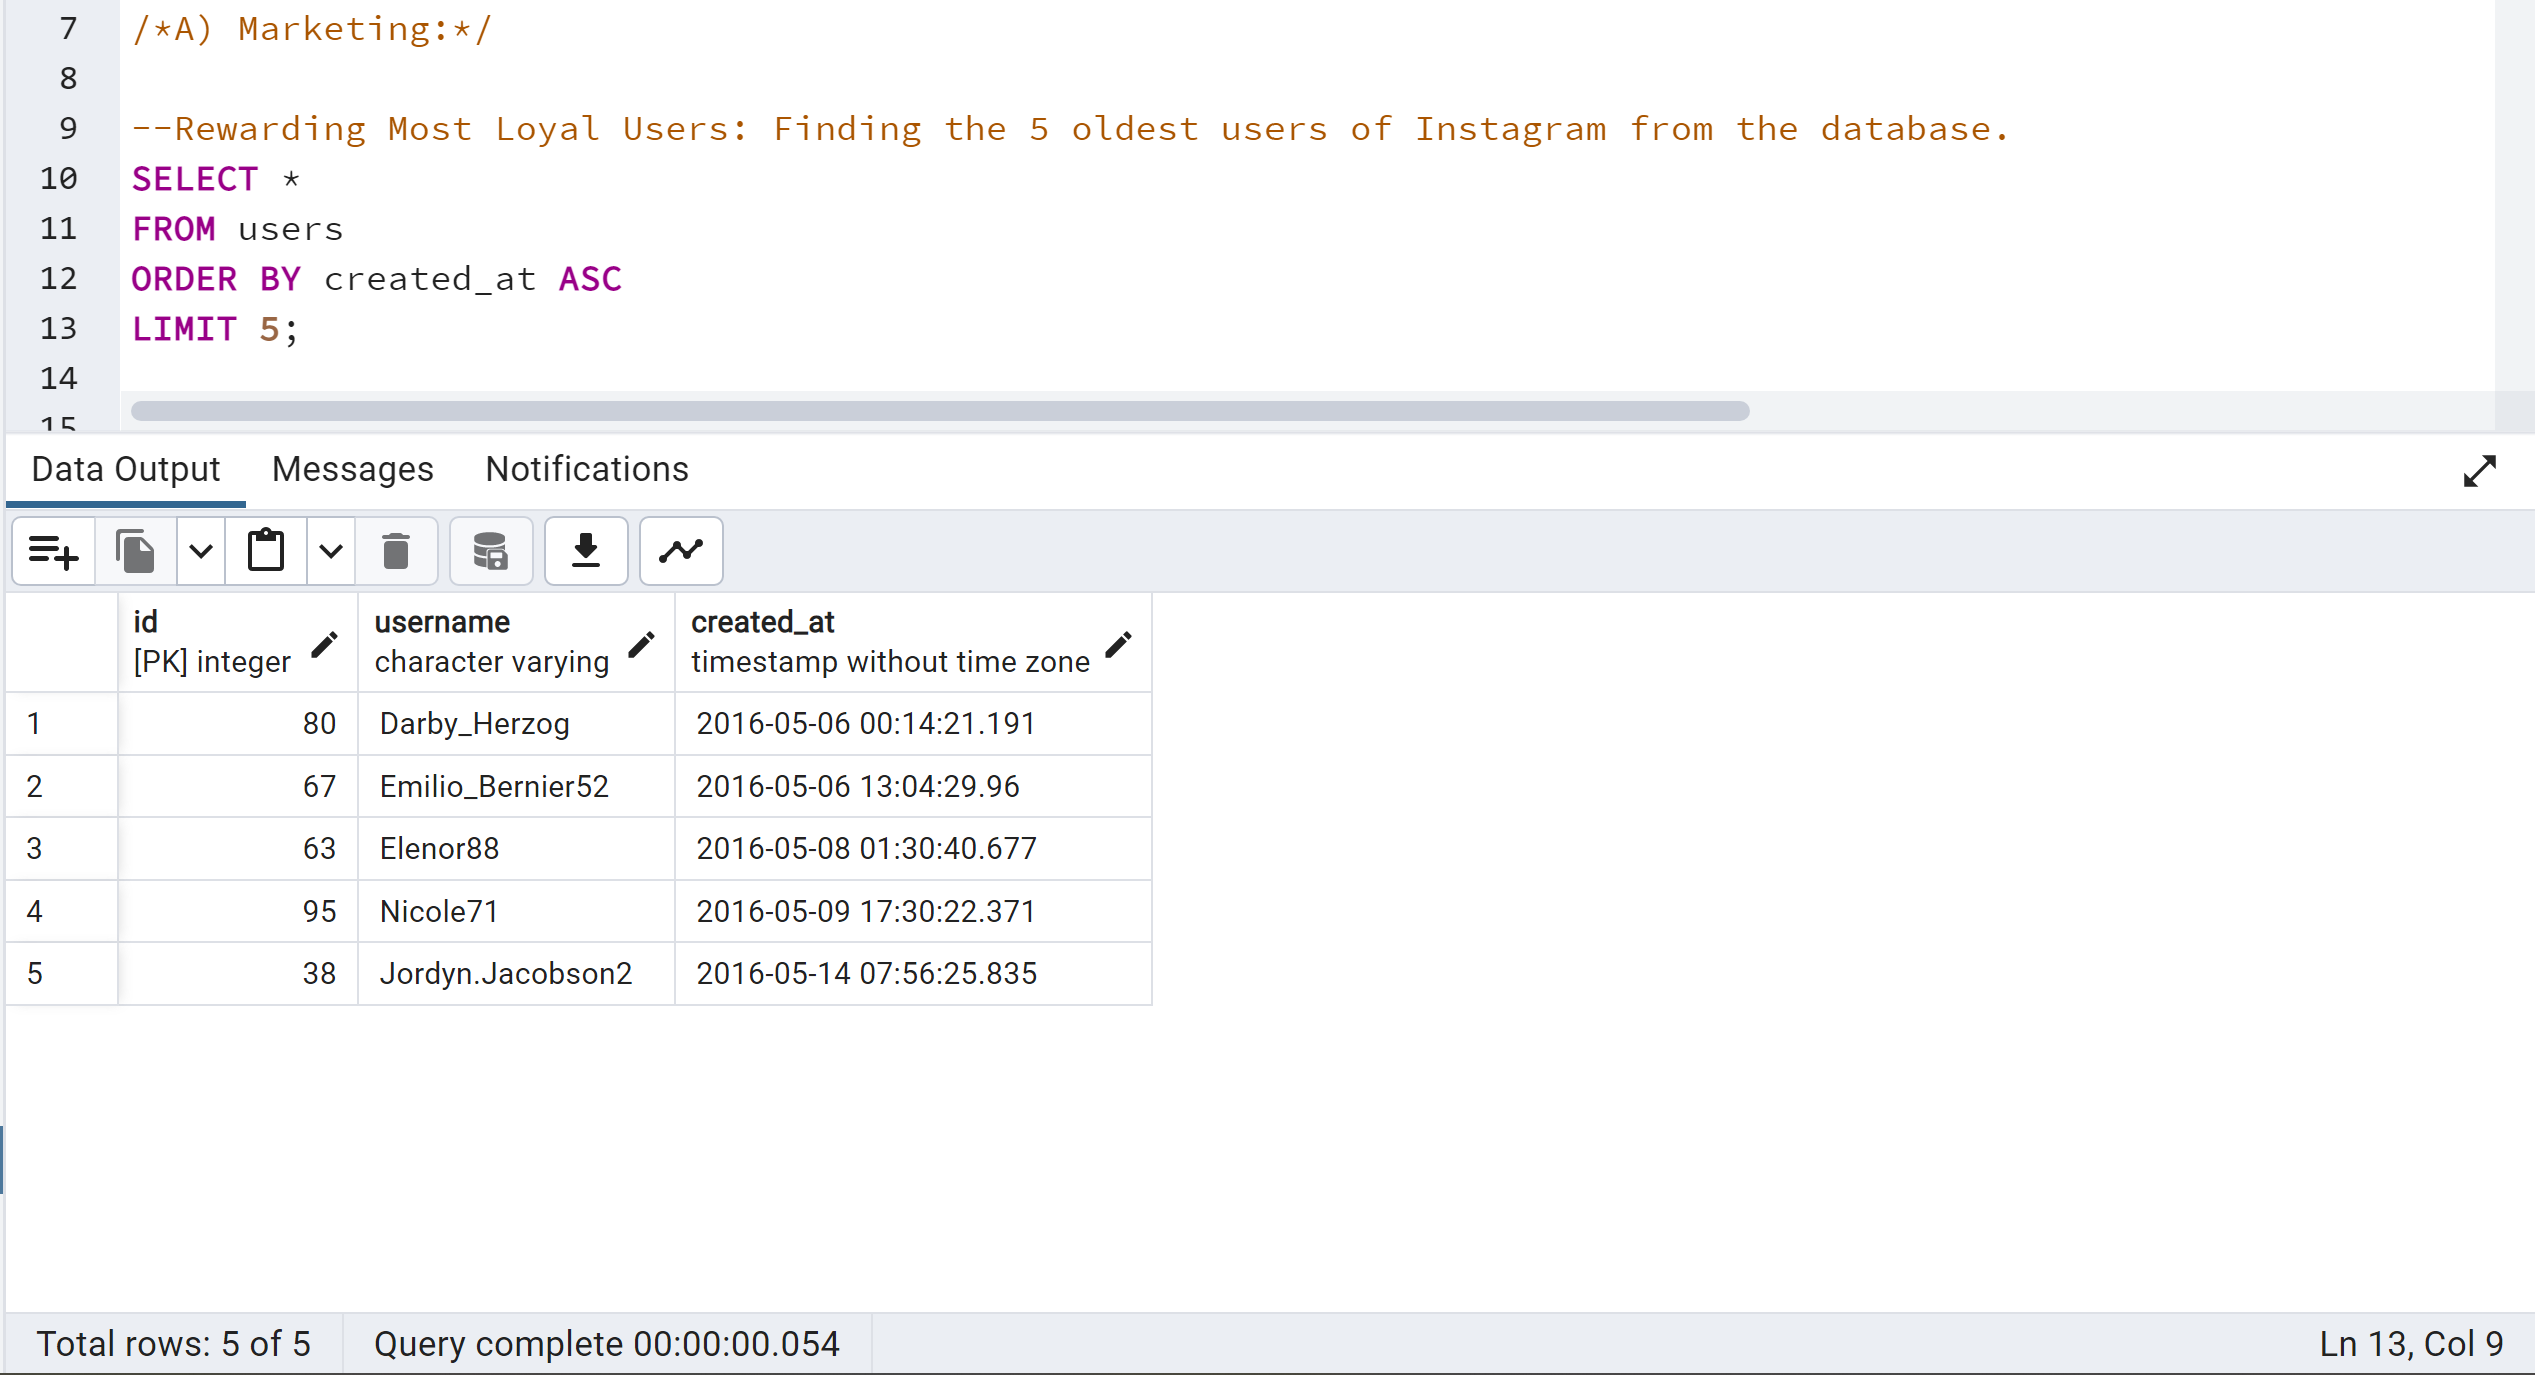 7 /*A) Marketing:*/
8
9 --Rewarding Most Loyal Users: Finding the 5 oldest users of Instagram from the database.
10 SELECT *
11 FROM users
12 ORDER BY created_at ASC
13 LIMIT 5;
14
15
Data Output Messages Notifications
id username created_at
[PK] integer character varying timestamp without time zone
1 80 Darby_Herzog 2016-05-06 00:14:21.191
2 67 Emilio_Bernier52 2016-05-06 13:04:29.96
3 63 Elenor88 2016-05-08 01:30:40.677
4 95 Nicole71 2016-05-09 17:30:22.371
5 38 Jordyn.Jacobson2 2016-05-14 07:56:25.835
Total rows: 5 of 5 Query complete 00:00:00.054 Ln 13, Col 9